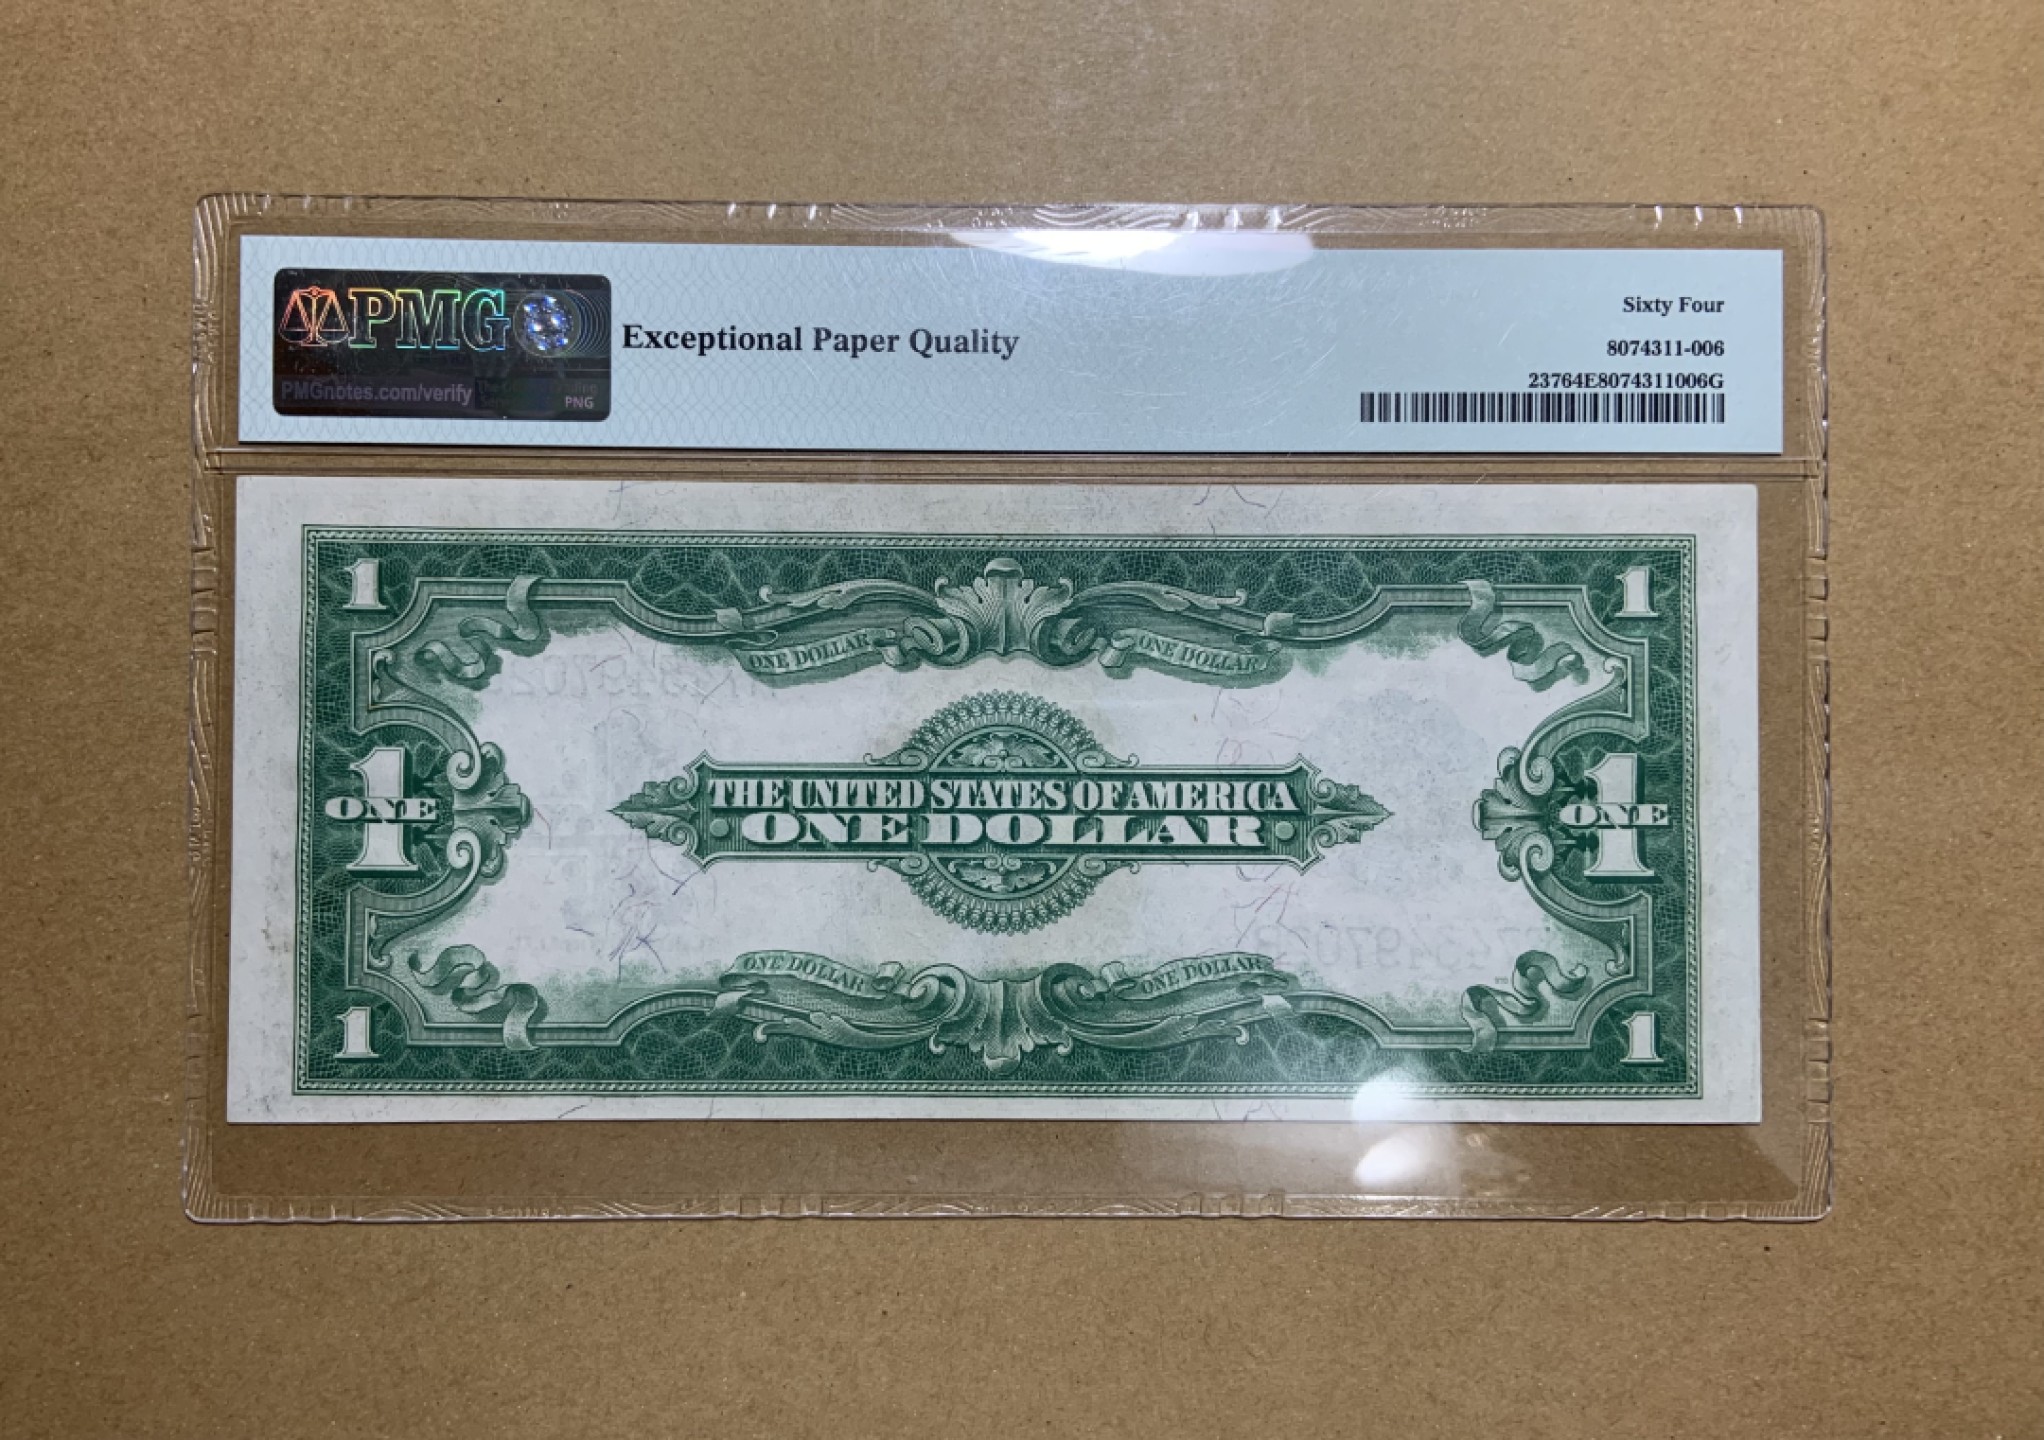 PMG
PMGnotes.com/verify
PNG
Exceptional Paper Quality
Sixty Four
8074311-006
23764E8074311006G
1
1
ONE DOLLAR
ONE DOLLAR
1
ONE
THE UNITED STATES OF AMERICA
ONE DOLLAR
1
ONE
ONE DOLLAR
ONE DOLLAR
1
1